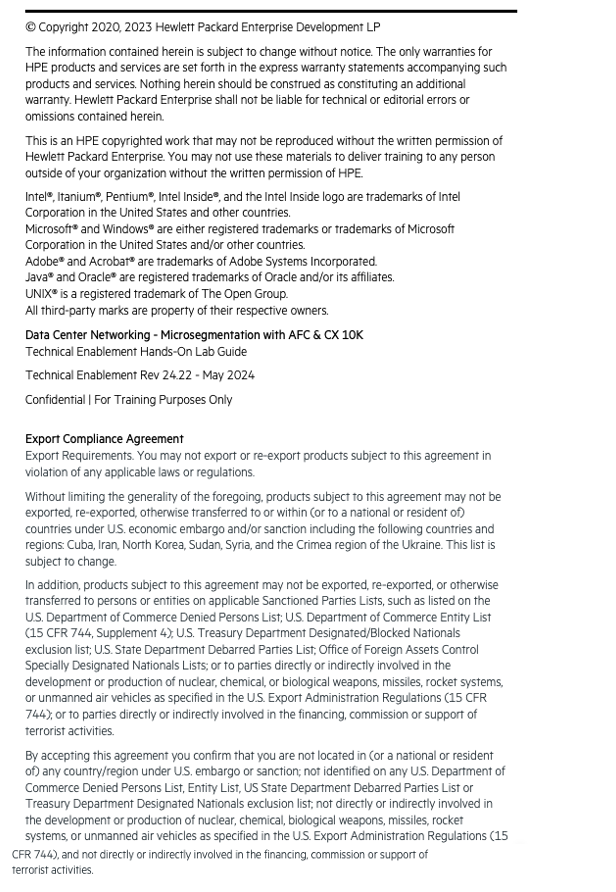 © Copyright 2020, 2023 Hewlett Packard Enterprise Development LP
The information contained herein is subject to change without notice. The only warranties for
HPE products and services are set forth in the express warranty statements accompanying such
products and services. Nothing herein should be construed as constituting an additional
warranty. Hewlett Packard Enterprise shall not be liable for technical or editorial errors or
omissions contained herein.
This is an HPE copyrighted work that may not be reproduced without the written permission of
Hewlett Packard Enterprise. You may not use these materials to deliver training to any person
outside of your organization without the written permission of HPE.
Intel®, Itanium®, Pentium®, Intel Inside®, and the Intel Inside logo are trademarks of Intel
Corporation in the United States and other countries.
Microsoft® and Windows® are either registered trademarks or trademarks of Microsoft
Corporation in the United States and/or other countries.
Adobe® and Acrobat® are trademarks of Adobe Systems Incorporated.
Java® and Oracle® are registered trademarks of Oracle and/or its affiliates.
UNIX® is a registered trademark of The Open Group.
All third-party marks are property of their respective owners.
Data Center Networking - Microsegmentation with AFC & CX 10K
Technical Enablement Hands-On Lab Guide
Technical Enablement Rev 24.22 - May 2024
Confidential | For Training Purposes Only
Export Compliance Agreement
Export Requirements. You may not export or re-export products subject to this agreement in
violation of any applicable laws or regulations.
Without limiting the generality of the foregoing, products subject to this agreement may not be
exported, re-exported, otherwise transferred to or within (or to a national or resident of)
countries under U.S. economic embargo and/or sanction including the following countries and
regions: Cuba, Iran, North Korea, Sudan, Syria, and the Crimea region of the Ukraine. This list is
subject to change.
In addition, products subject to this agreement may not be exported, re-exported, or otherwise
transferred to persons or entities on applicable Sanctioned Parties Lists, such as listed on the
U.S. Department of Commerce Denied Persons List; U.S. Department of Commerce Entity List
(15 CFR 744, Supplement 4); U.S. Treasury Department Designated/Blocked Nationals
exclusion list; U.S. State Department Debarred Parties List; Office of Foreign Assets Control
Specially Designated Nationals Lists; or to parties directly or indirectly involved in the
development or production of nuclear, chemical, or biological weapons, missiles, rocket systems,
or unmanned air vehicles as specified in the U.S. Export Administration Regulations (15 CFR
744); or to parties directly or indirectly involved in the financing, commission or support of
terrorist activities.
By accepting this agreement you confirm that you are not located in (or a national or resident
of) any country/region under U.S. embargo or sanction; not identified on any U.S. Department of
Commerce Denied Persons List, Entity List, US State Department Debarred Parties List or
Treasury Department Designated Nationals exclusion list; not directly or indirectly involved in
the development or production of nuclear, chemical, biological weapons, missiles, rocket
systems, or unmanned air vehicles as specified in the U.S. Export Administration Regulations (15
CFR 744), and not directly or indirectly involved in the financing, commission or support of
terrorist activities.